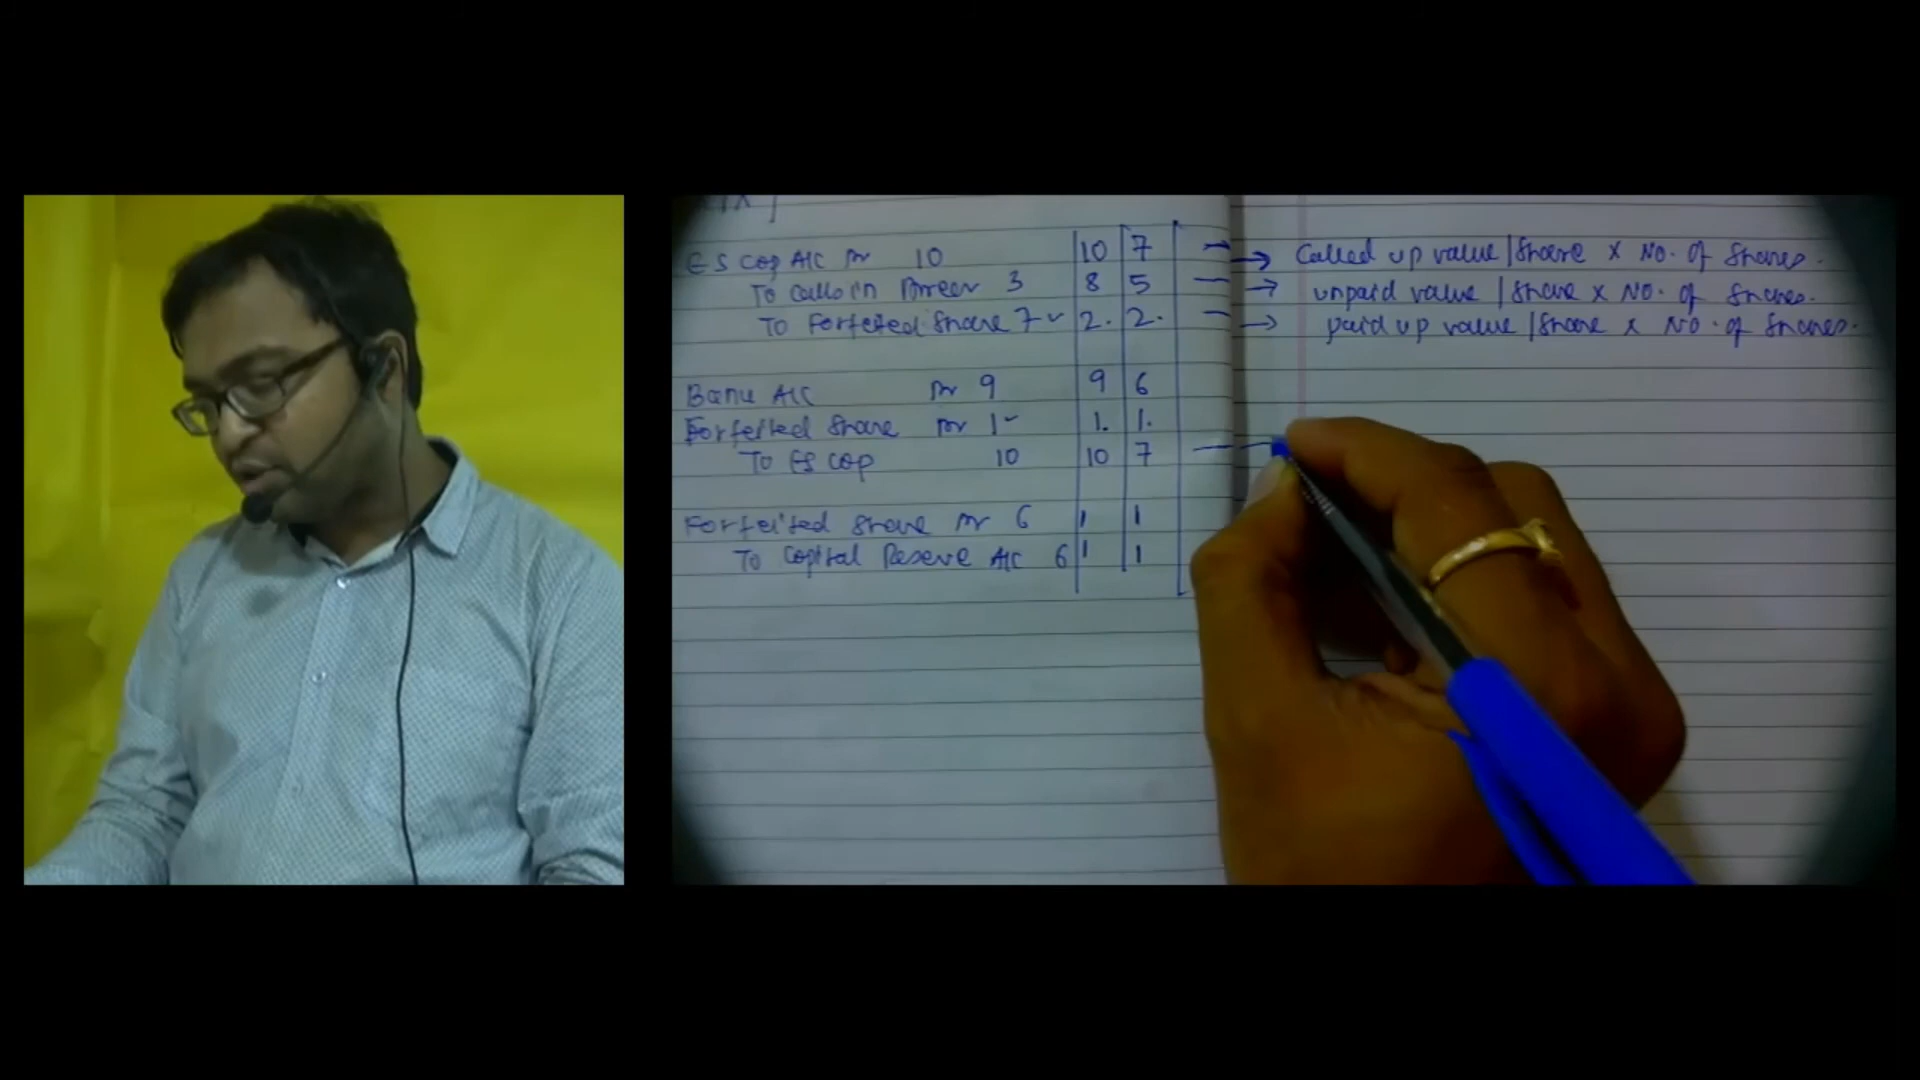 ES Cap A/C Dr 10 10 7 → Called up value / Share x No. of Shares.
To Calls in Arrear 3 8 5 → unpaid value / Share x No. of Shares.
To Forfeited Share 7 2. 2. → paid up value / Share x No. of Shares.
Bank A/C Dr 9 9 6
Forfeited Share Dr 1 1. 1.
To ES Cap 10 10 7
Forfeited Share Dr 6 1 1
To Capital Reserve A/C 6 1 1